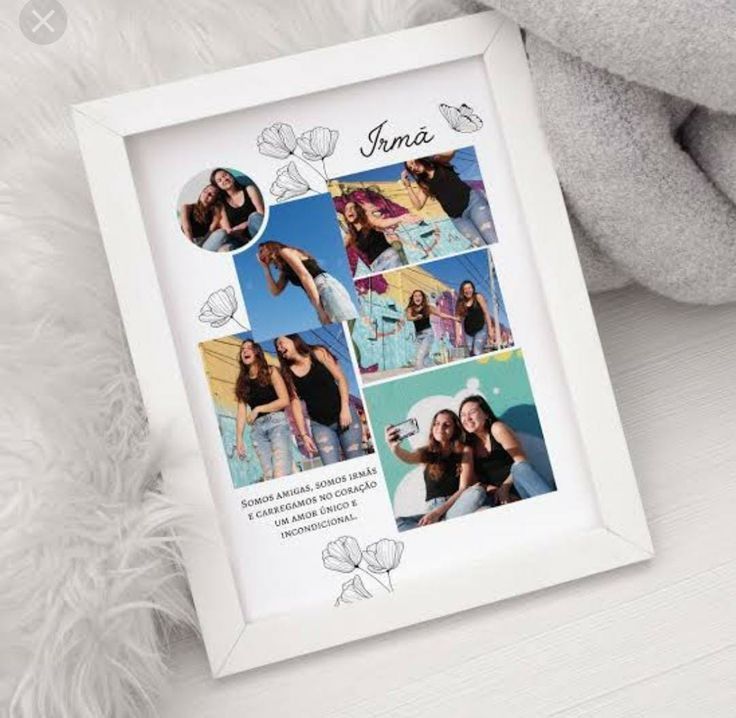 Irmã
Somos amigas, somos irmãs
e carregamos no coração
um amor único e
incondicional.